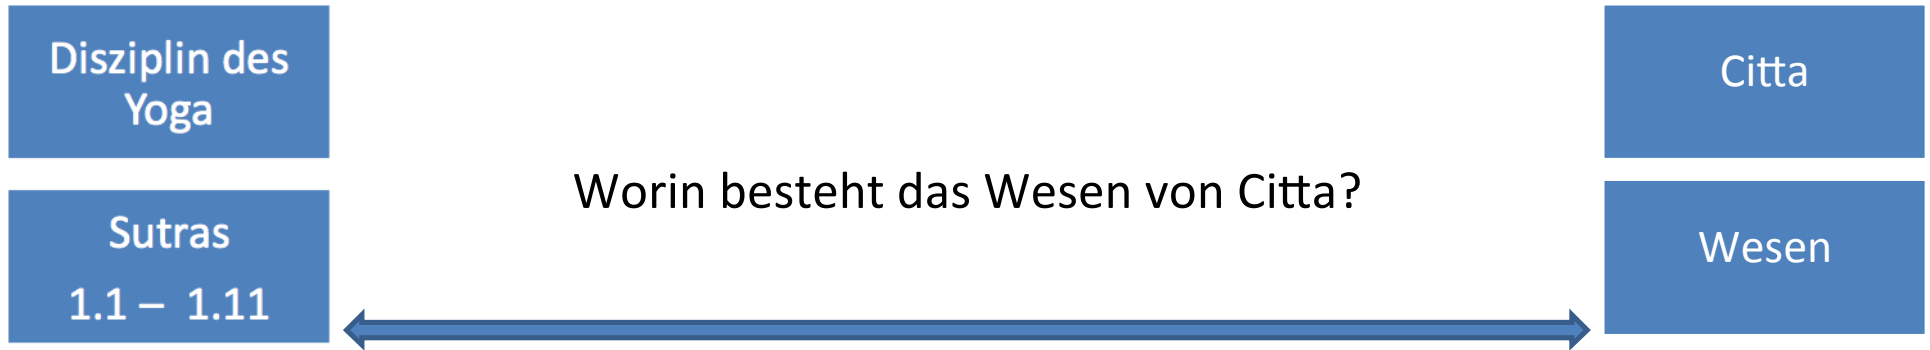 Disziplin des
Yoga
Sutras
1.1 – 1.11
Worin besteht das Wesen von Citta?
Citta
Wesen